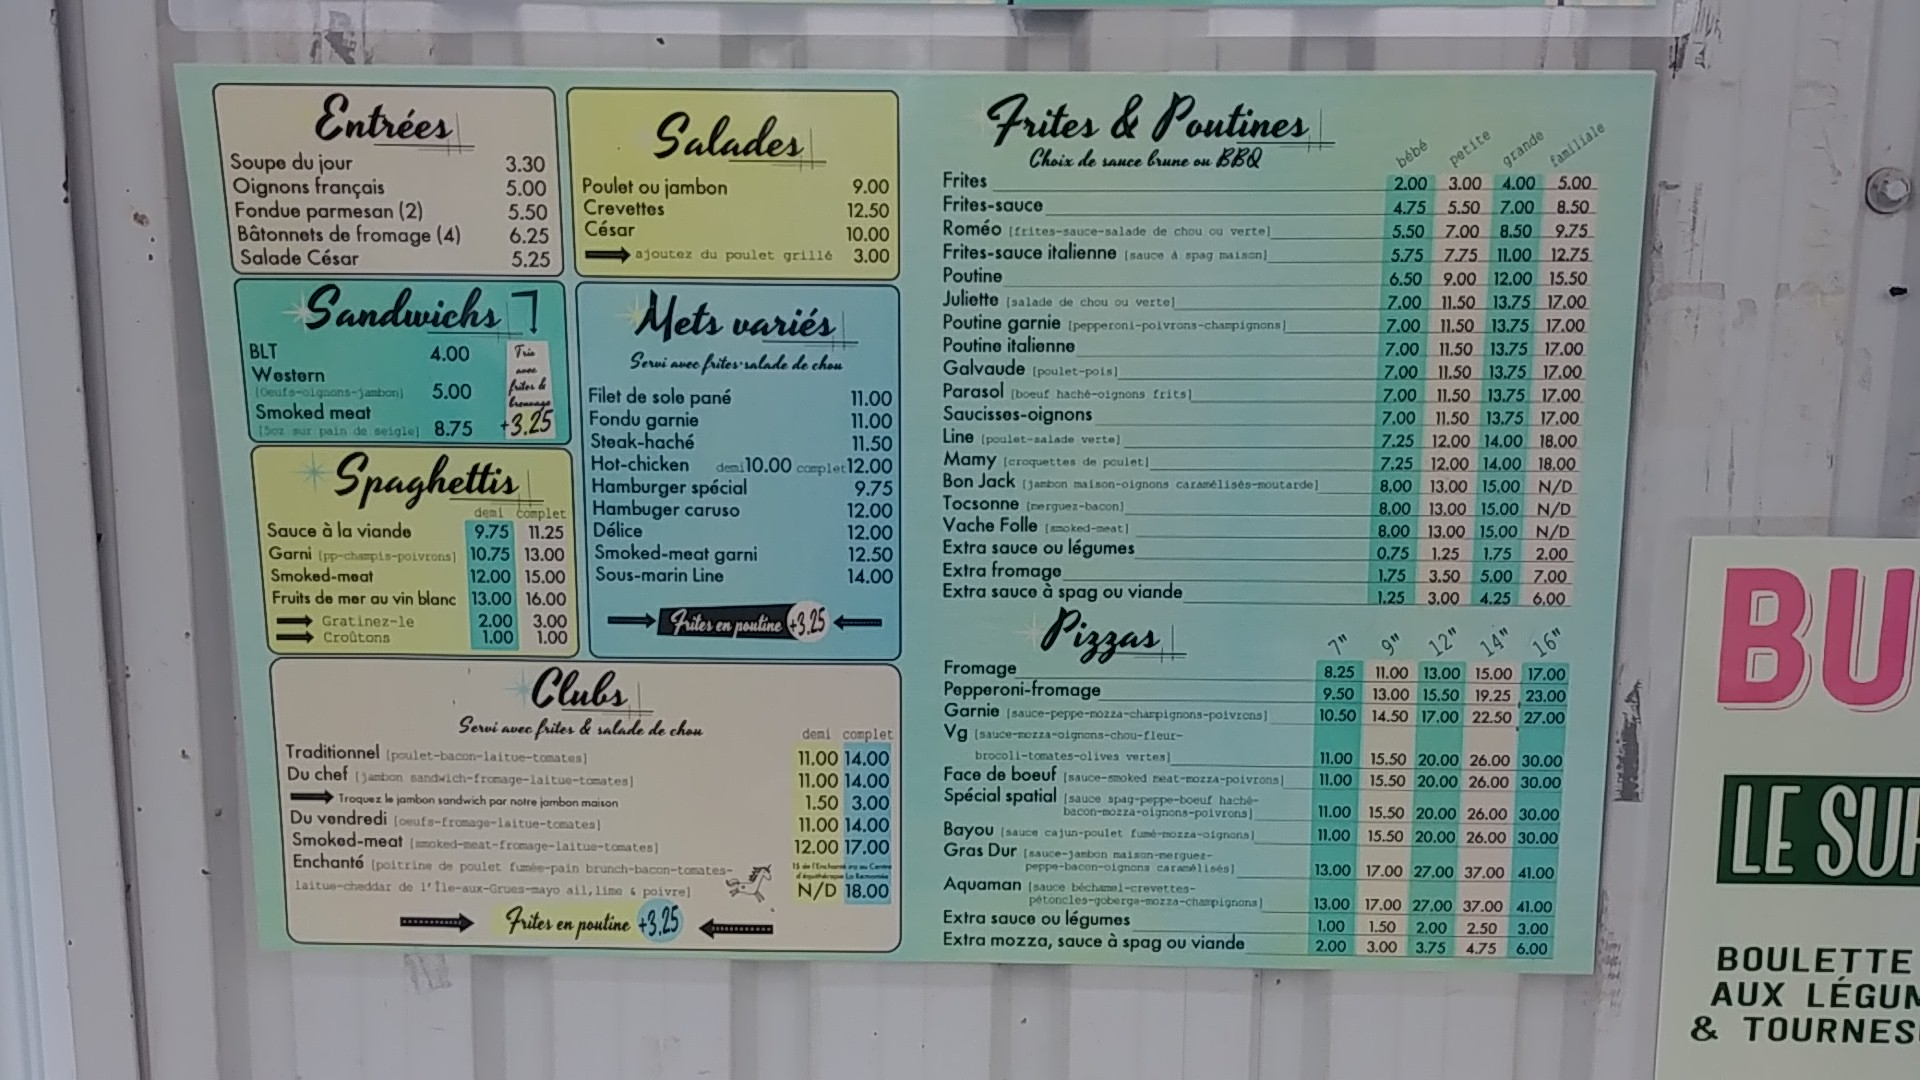 Entrées
Soupe du jour 3.30
Oignons français 5.00
Fondue parmesan (2) 5.50
Bâtonnets de fromage (4) 6.25
Salade César 5.25
Salades
Poulet ou jambon 9.00
Crevettes 12.50
César 10.00
ajoutez du poulet grillé 3.00
Sandwichs
BLT 4.00
Western
[Oeufs-oignons-jambon] 5.00
Smoked meat
[5oz sur pain de seigle] 8.75
Trio
avec
frites &
breuvage
+3.25
Mets variés
Servi avec frites-salade de chou
Filet de sole pané 11.00
Fondu garnie 11.00
Steak-haché 11.50
Hot-chicken demi 10.00 complet 12.00
Hamburger spécial 9.75
Hambuger caruso 12.00
Délice 12.00
Smoked-meat garni 12.50
Sous-marin Line 14.00
Frites en poutine +3.25
Spaghettis
demi complet
Sauce à la viande 9.75 11.25
Garni [pp-champis-poivrons] 10.75 13.00
Smoked-meat 12.00 15.00
Fruits de mer au vin blanc 13.00 16.00
Gratinez-le 2.00 3.00
Croûtons 1.00 1.00
Clubs
Servi avec frites & salade de chou
demi complet
Traditionnel [poulet-bacon-laitue-tomates] 11.00 14.00
Du chef [jambon sandwich-fromage-laitue-tomates] 11.00 14.00
Troquez le jambon sandwich par notre jambon maison 1.50 3.00
Du vendredi [oeufs-fromage-laitue-tomates] 11.00 14.00
Smoked-meat [smoked-meat-fromage-laitue-tomates] 12.00 17.00
Enchanté [poitrine de poulet fumée-pain brunch-bacon-tomates-
laitue-cheddar de l'Île-aux-Grues-mayo ail,lime & poivre] N/D 18.00
1$ de l'Enchanté ira au Centre
d'équithérapie La Remontée
Frites en poutine +3.25
Frites & Poutines
Choix de sauce brune ou BBQ
bébé petite grande familiale
Frites 2.00 3.00 4.00 5.00
Frites-sauce 4.75 5.50 7.00 8.50
Roméo [frites-sauce-salade de chou ou verte] 5.50 7.00 8.50 9.75
Frites-sauce italienne [sauce à spag maison] 5.75 7.75 11.00 12.75
Poutine 6.50 9.00 12.00 15.50
Juliette [salade de chou ou verte] 7.00 11.50 13.75 17.00
Poutine garnie [pepperoni-poivrons-champignons] 7.00 11.50 13.75 17.00
Poutine italienne 7.00 11.50 13.75 17.00
Galvaude [poulet-pois] 7.00 11.50 13.75 17.00
Parasol [boeuf haché-oignons frits] 7.00 11.50 13.75 17.00
Saucisses-oignons 7.00 11.50 13.75 17.00
Line [poulet-salade verte] 7.25 12.00 14.00 18.00
Mamy [croquettes de poulet] 7.25 12.00 14.00 18.00
Bon Jack [jambon maison-oignons caramélisés-moutarde] 8.00 13.00 15.00 N/D
Tocsonne [merguez-bacon] 8.00 13.00 15.00 N/D
Vache Folle [smoked-meat] 8.00 13.00 15.00 N/D
Extra sauce ou légumes 0.75 1.25 1.75 2.00
Extra fromage 1.75 3.50 5.00 7.00
Extra sauce à spag ou viande 1.25 3.00 4.25 6.00
Pizzas
7" 9" 12" 14" 16"
Fromage 8.25 11.00 13.00 15.00 17.00
Pepperoni-fromage 9.50 13.00 15.50 19.25 23.00
Garnie [sauce-peppe-mozza-champignons-poivrons] 10.50 14.50 17.00 22.50 27.00
Vg [sauce-mozza-oignons-chou-fleur-
brocoli-tomates-olives vertes] 11.00 15.50 20.00 26.00 30.00
Face de boeuf [sauce-smoked meat-mozza-poivrons] 11.00 15.50 20.00 26.00 30.00
Spécial spatial [sauce spag-peppe-boeuf haché-
bacon-mozza-oignons-poivrons] 11.00 15.50 20.00 26.00 30.00
Bayou [sauce cajun-poulet fumé-mozza-oignons] 11.00 15.50 20.00 26.00 30.00
Gras Dur [sauce-jambon maison-merguez-
peppe-bacon-oignons caramélisés] 13.00 17.00 27.00 37.00 41.00
Aquaman [sauce béchamel-crevettes-
pétoncles-goberge-mozza-champignons] 13.00 17.00 27.00 37.00 41.00
Extra sauce ou légumes 1.00 1.50 2.00 2.50 3.00
Extra mozza, sauce à spag ou viande 2.00 3.00 3.75 4.75 6.00
BU
LE SUP
BOULETTE
AUX LÉGUM
& TOURNES